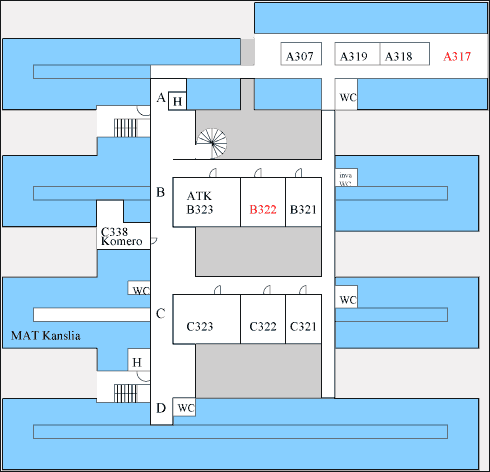 A307 A319 A318 A317
A H WC
inva
WC
B ATK
B323 B322 B321
C338
Komero
WC WC
C C323 C322 C321
MAT Kanslia
H
D WC